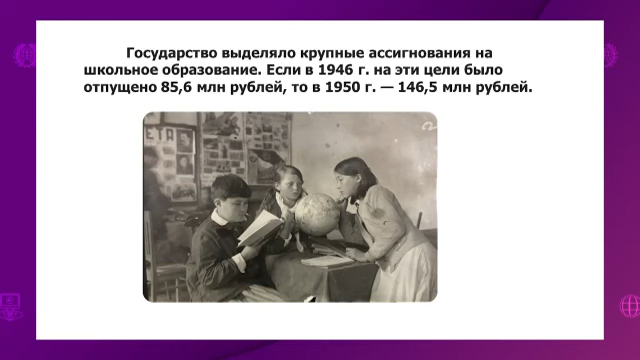 Государство выделяло крупные ассигнования на
школьное образование. Если в 1946 г. на эти цели было
отпущено 85,6 млн рублей, то в 1950 г. — 146,5 млн рублей.
ЕТА